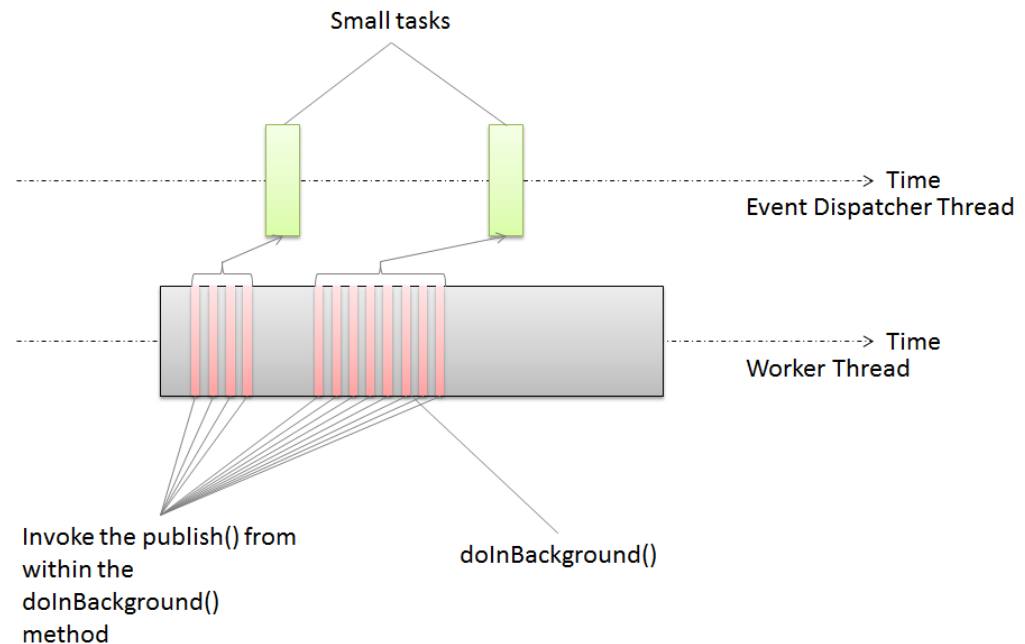 Small tasks
Time
Event Dispatcher Thread
Time
Worker Thread
Invoke the publish() from
within the
doInBackground()
method
doInBackground()